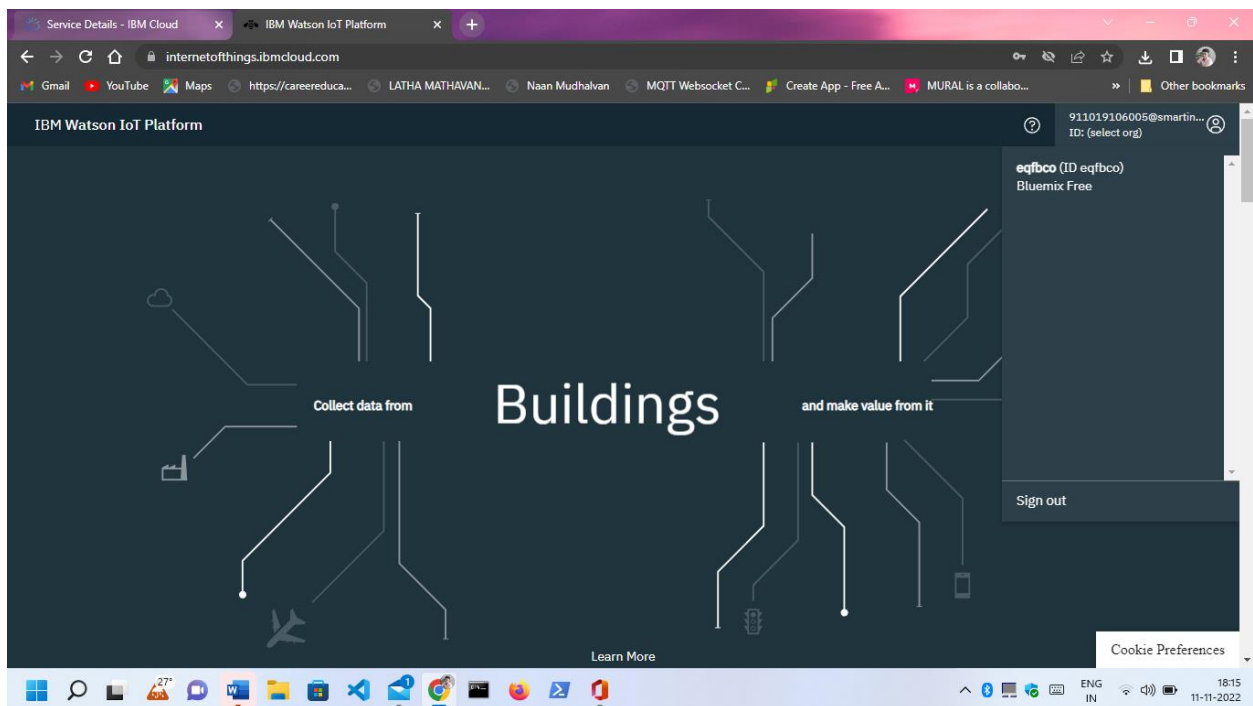 Service Details - IBM Cloud
IBM Watson IoT Platform
internetofthings.ibmcloud.com
Gmail YouTube Maps https://careereduca... LATHA MATHAVAN... Naan Mudhalvan MQTT Websocket C... Create App - Free A... MURAL is a collabo... » Other bookmarks
IBM Watson IoT Platform
911019106005@smartin...
ID: (select org)
eqfbco (ID eqfbco)
Bluemix Free
Collect data from Buildings and make value from it
Sign out
Learn More
Cookie Preferences
27°
1
ENG
IN
18:15
11-11-2022